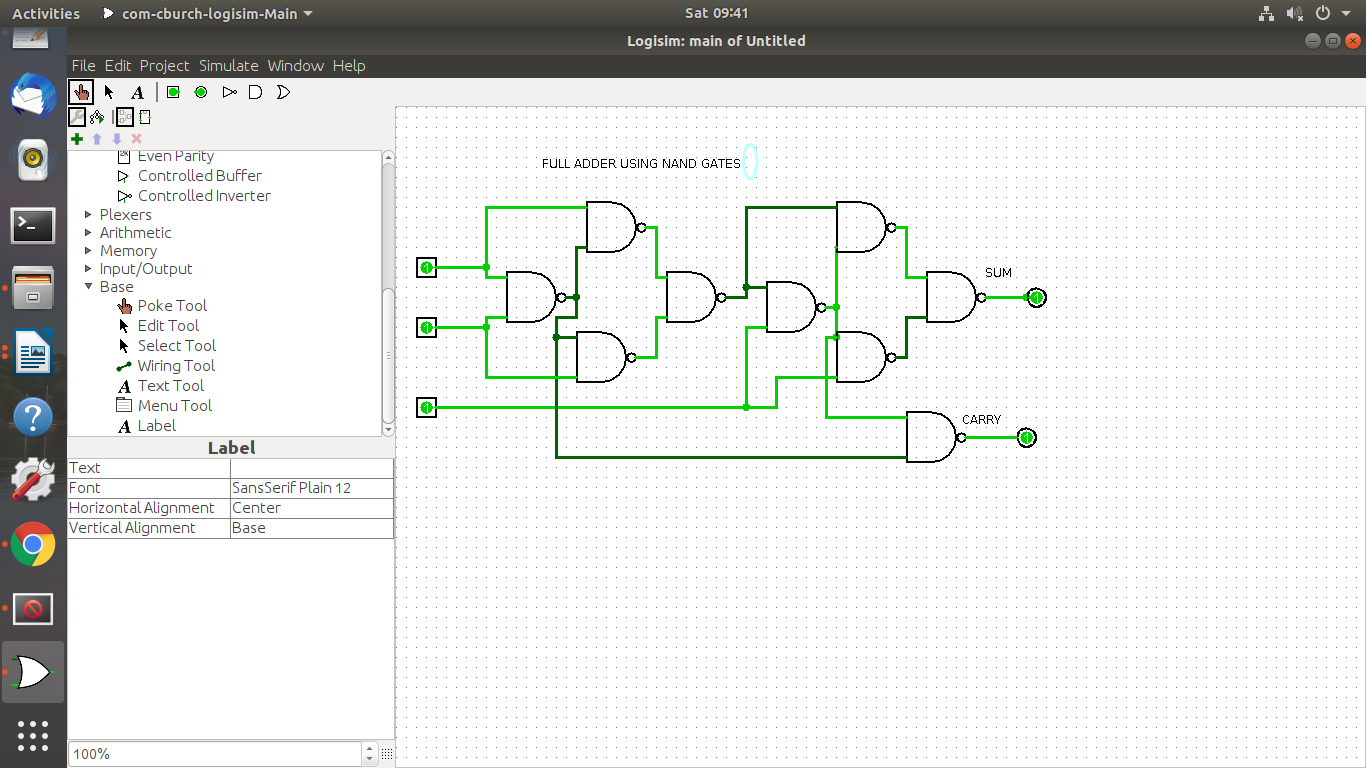 Activities com-cburch-logisim-Main Sat 09:41
Logisim: main of Untitled
File Edit Project Simulate Window Help
A
Even Parity
Controlled Buffer
Controlled Inverter
Plexers
Arithmetic
Memory
Input/Output
Base
Poke Tool
Edit Tool
Select Tool
Wiring Tool
A Text Tool
Menu Tool
A Label
Label
Text
Font SansSerif Plain 12
Horizontal Alignment Center
Vertical Alignment Base
100%
FULL ADDER USING NAND GATES
1
1
1
SUM
1
CARRY
1